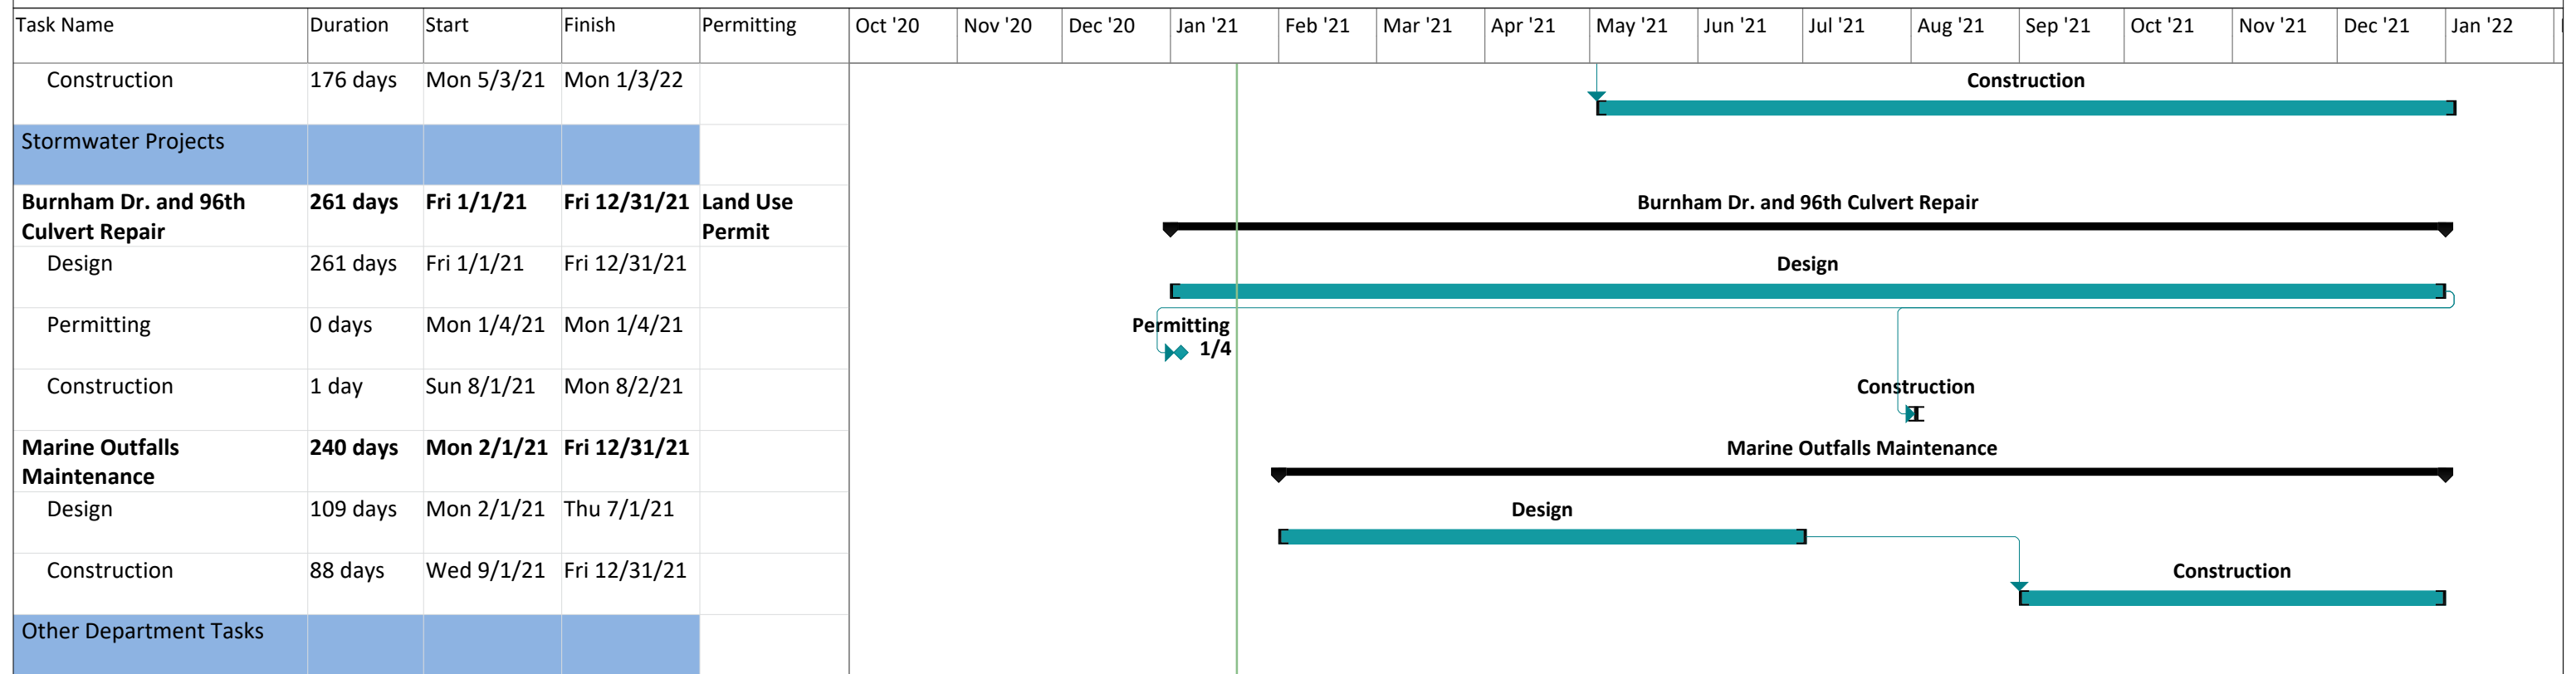 Task Name Duration Start Finish Permitting Oct '20 Nov '20 Dec '20 Jan '21 Feb '21 Mar '21 Apr '21 May '21 Jun '21 Jul '21 Aug '21 Sep '21 Oct '21 Nov '21 Dec '21 Jan '22
Construction 176 days Mon 5/3/21 Mon 1/3/22 Construction
Stormwater Projects
Burnham Dr. and 96th 261 days Fri 1/1/21 Fri 12/31/21 Land Use Burnham Dr. and 96th Culvert Repair
Culvert Repair Permit
Design 261 days Fri 1/1/21 Fri 12/31/21 Design
Permitting 0 days Mon 1/4/21 Mon 1/4/21 Permitting
1/4
Construction 1 day Sun 8/1/21 Mon 8/2/21 Construction
Marine Outfalls 240 days Mon 2/1/21 Fri 12/31/21 Marine Outfalls Maintenance
Maintenance
Design 109 days Mon 2/1/21 Thu 7/1/21 Design
Construction 88 days Wed 9/1/21 Fri 12/31/21 Construction
Other Department Tasks